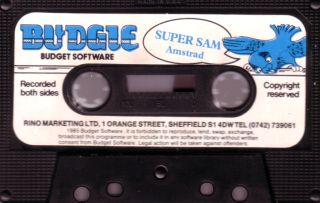 BUDGIE
BUDGET SOFTWARE
SUPER SAM
Amstrad
Recorded both sides
Copyright reserved
RINO MARKETING LTD, 1 ORANGE STREET, SHEFFIELD S1 4DW TEL (0742) 739061
1985 Budget Software. It is forbidden to reproduce, lend, swap, exchange,
broadcast this programme or to include it in any software library without written
consent from Budget Software. Legal action will be taken against offenders.